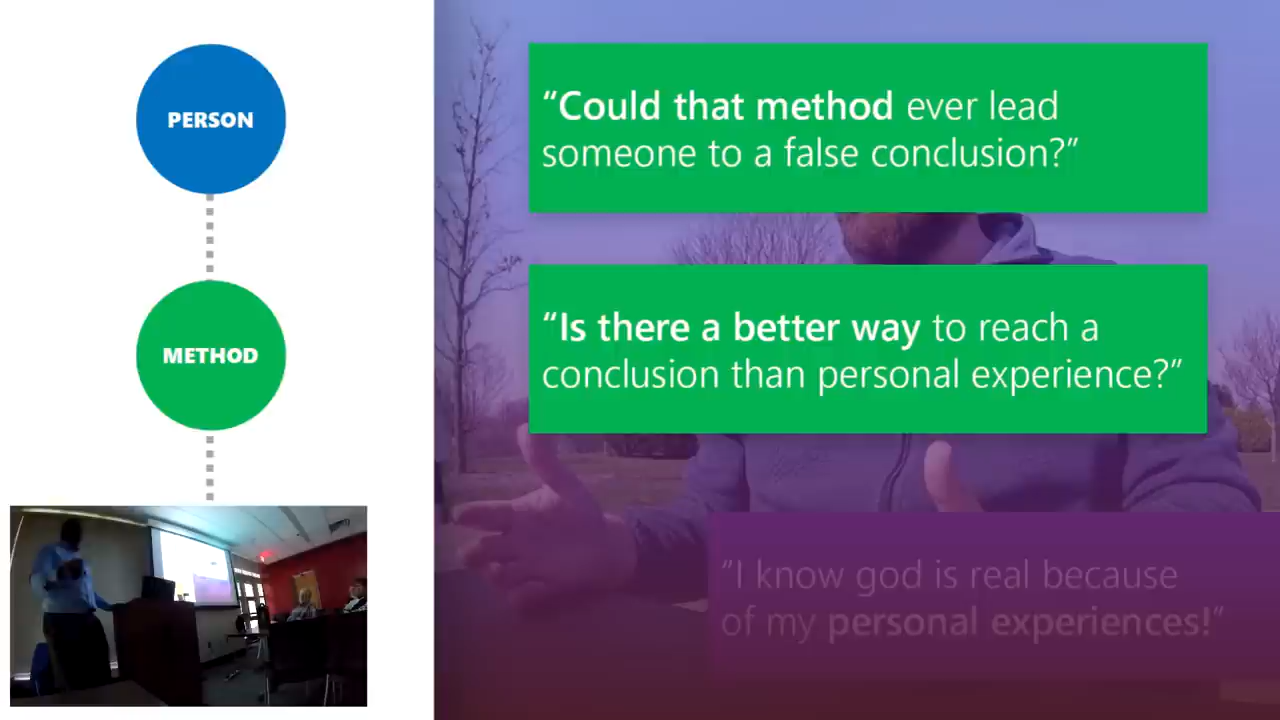 PERSON
METHOD
“Could that method ever lead
someone to a false conclusion?”
“Is there a better way to reach a
conclusion than personal experience?”
“I know god is real because
of my personal experiences!”